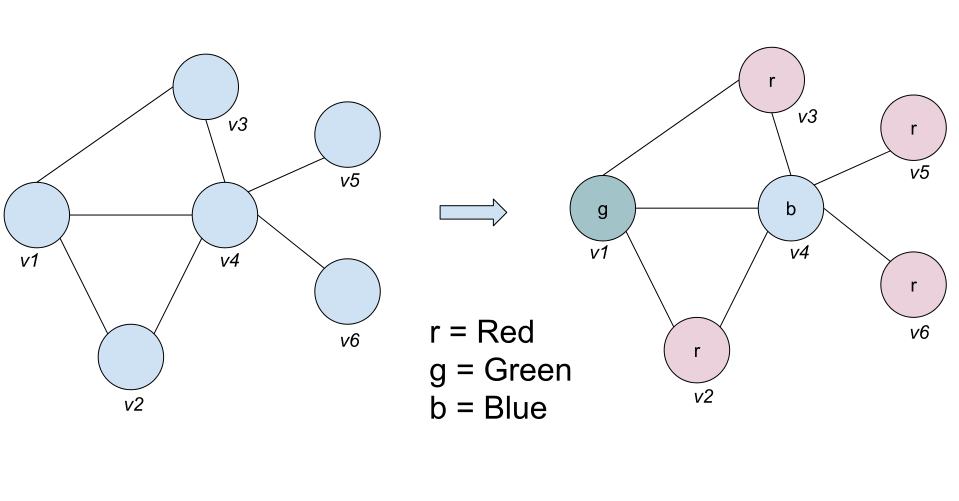 v3
v5
v1
v4
v6
v2
r
v3
r
v5
g
b
v1
v4
r
v6
r
v2
r = Red
g = Green
b = Blue